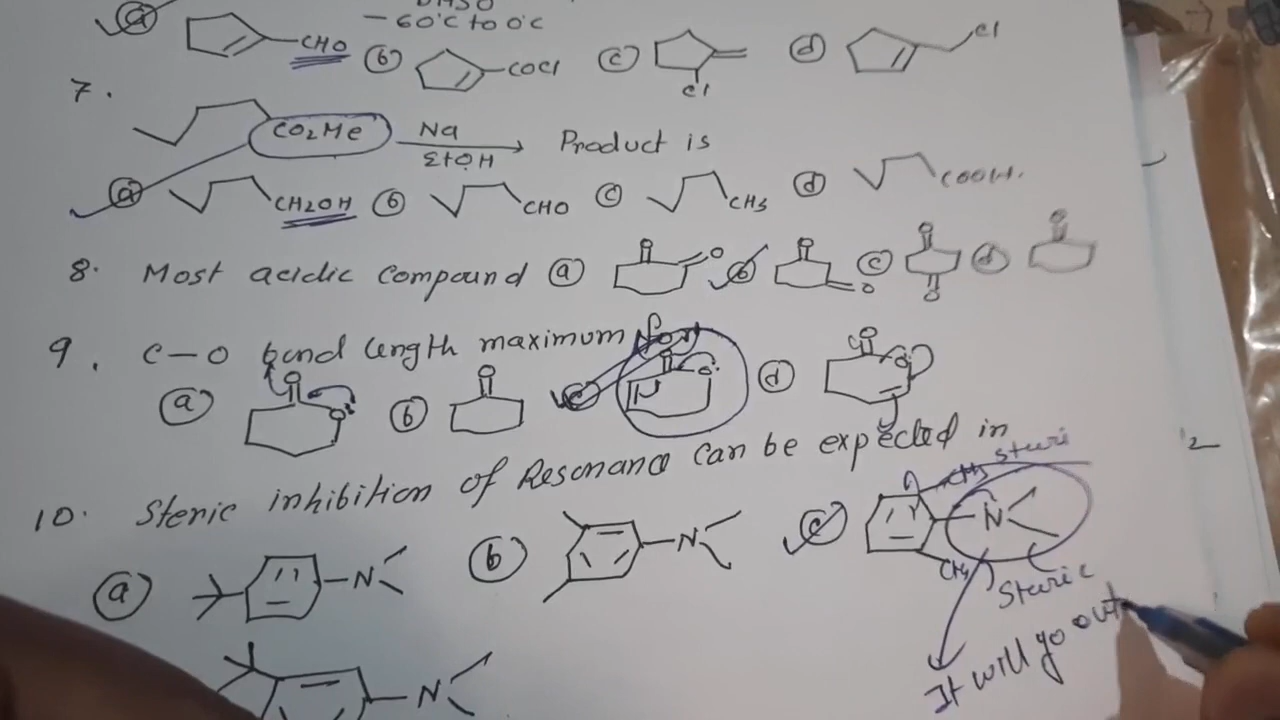 DMSO
-60°C to 0°C
a CHO b COCl c Cl d Cl
7.
CO2Me Na EtOH Product is
a CH2OH b CHO c CH3 d COOH.
8. Most acidic compound a O O b O O c O O d O
9. C-O bond length maximum for
a O O b O c O O d O O
10. Steric inhibition of Resonance can be expected in
a N b N c CH3 N CH3
steric
Steric
It will go out
N